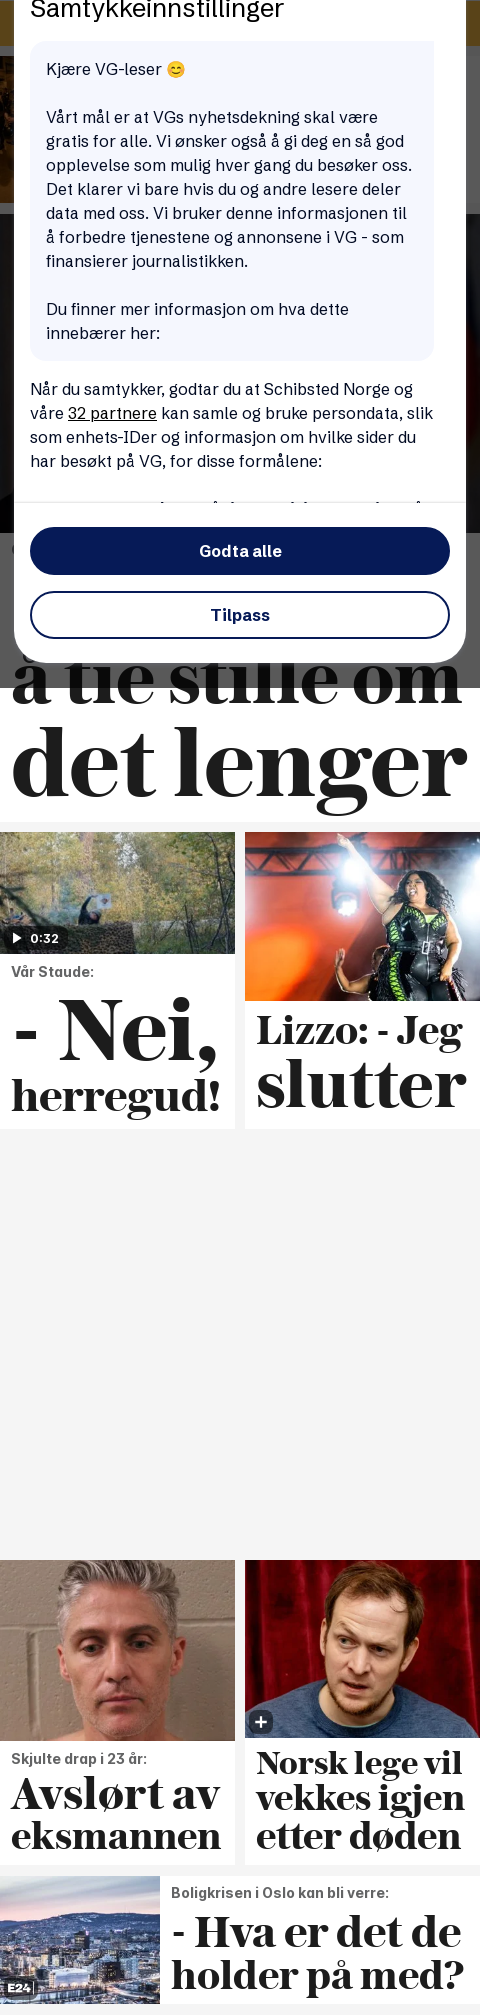 Samtykkeinnstillinger
Kjære VG-leser 😊
Vårt mål er at VGs nyhetsdekning skal være
gratis for alle. Vi ønsker også å gi deg en så god
opplevelse som mulig hver gang du besøker oss.
Det klarer vi bare hvis du og andre lesere deler
data med oss. Vi bruker denne informasjonen til
å forbedre tjenestene og annonsene i VG - som
finansierer journalistikken.
Du finner mer informasjon om hva dette
innebærer her:
Når du samtykker, godtar du at Schibsted Norge og
våre 32 partnere kan samle og bruke persondata, slik
som enhets-IDer og informasjon om hvilke sider du
har besøkt på VG, for disse formålene:
Godta alle
Tilpass
å tie stille om
det lenger
0:32
Vår Staude:
- Nei,
herregud!
Lizzo: - Jeg
slutter
Skjulte drap i 23 år:
Avslørt av
eksmannen
Norsk lege vil
vekkes igjen
etter døden
Boligkrisen i Oslo kan bli verre:
- Hva er det de
holder på med?
E24